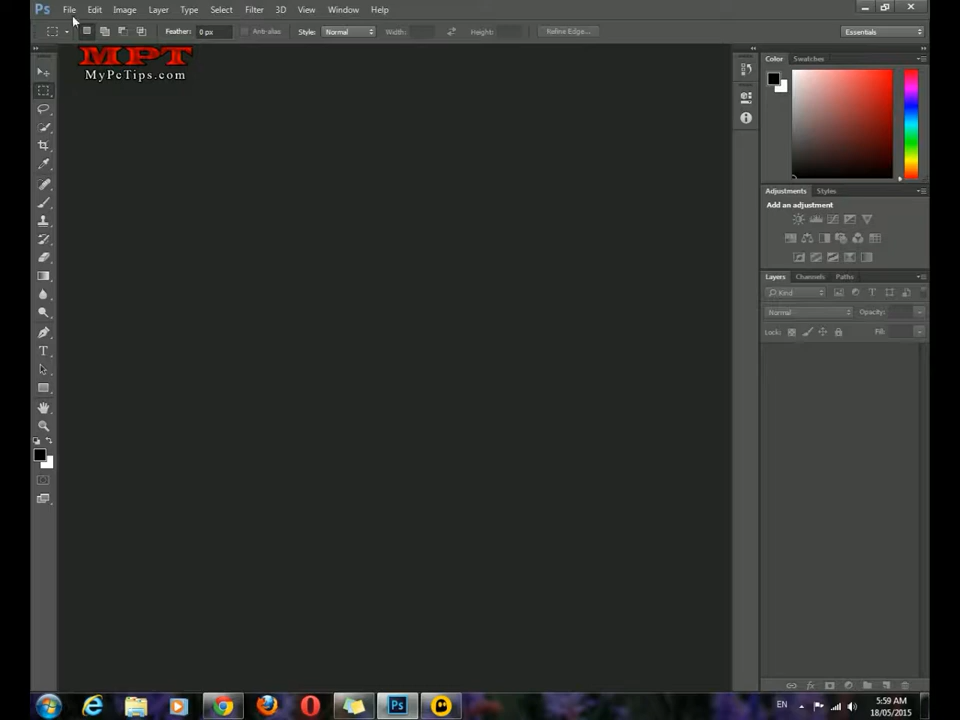 Ps File Edit Image Layer Type Select Filter 3D View Window Help
Feather: 0 px Anti-alias Style: Normal Width: Height: Refine Edge... Essentials
MPT
MyPcTips.com
Color Swatches
Adjustments Styles
Add an adjustment
Layers Channels Paths
Kind
Normal Opacity:
Lock: Fill:
Ps EN 5:59 AM
18/05/2015